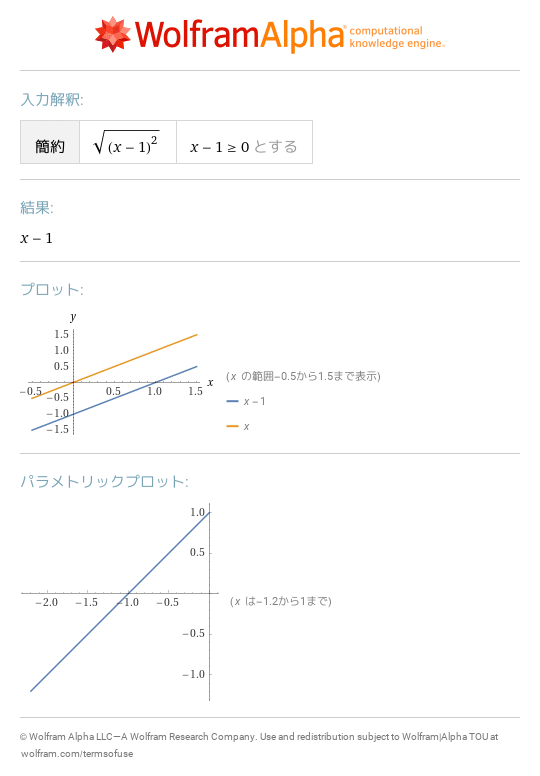 WolframAlpha computational knowledge engine.
入力解釈:
簡約 √(x − 1)² x − 1 ≥ 0 とする
結果:
x − 1
プロット:
y
1.5
1.0
0.5
−0.5 0.5 1.0 1.5 x
−0.5
−1.0
−1.5
(x の範囲−0.5から1.5まで表示)
x − 1
x
パラメトリックプロット:
1.0
0.5
−2.0 −1.5 −1.0 −0.5
−0.5
−1.0
(x は−1.2から1まで)
© Wolfram Alpha LLC—A Wolfram Research Company. Use and redistribution subject to Wolfram|Alpha TOU at
wolfram.com/termsofuse